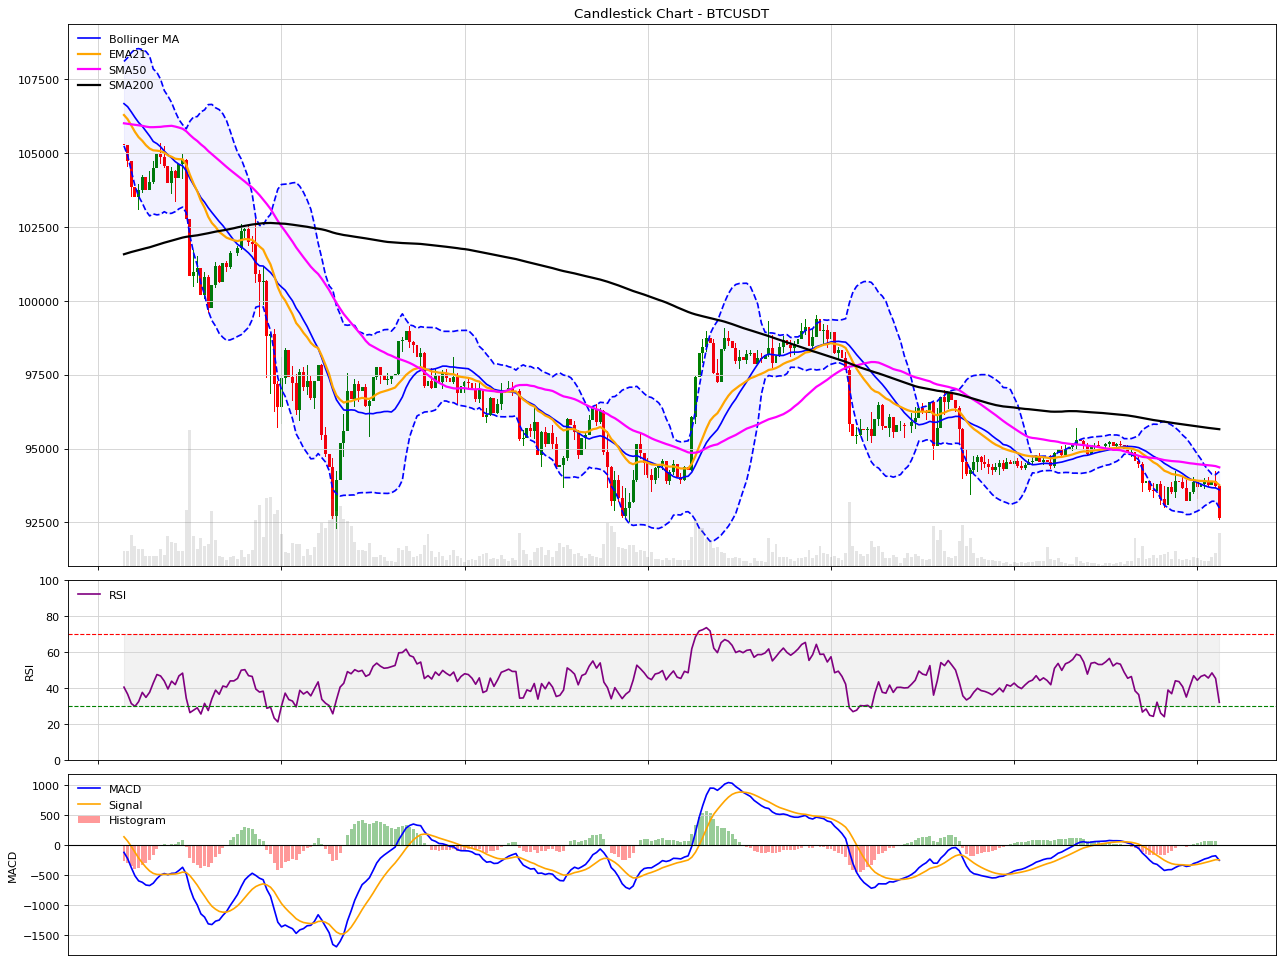 Candlestick Chart - BTCUSDT
Bollinger MA
EMA21
SMA50
SMA200
107500
105000
102500
100000
97500
95000
92500
RSI
100
80
60
40
20
0
RSI
MACD
Signal
Histogram
1000
500
0
−500
−1000
−1500
MACD